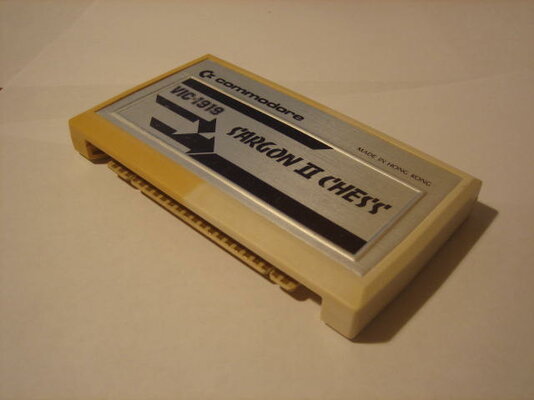 commodore
VIC-1919
SARGON II CHESS
MADE IN HONG KONG